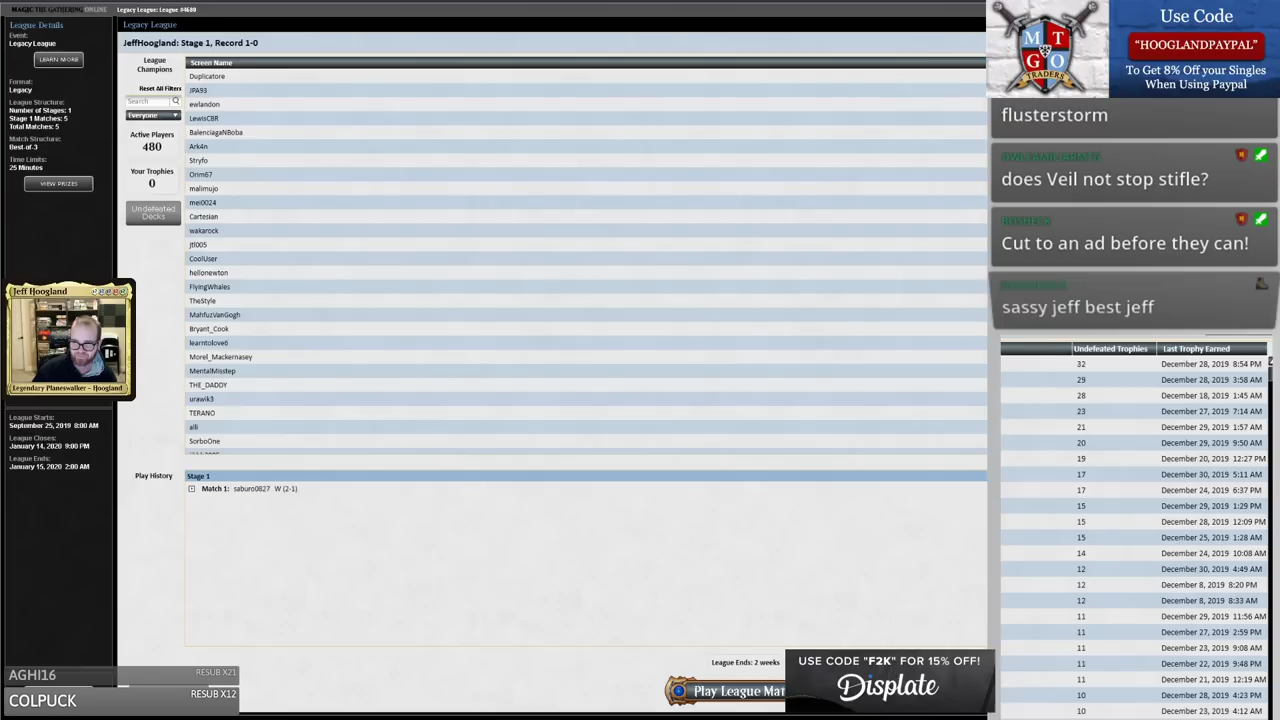 MAGIC THE GATHERING ONLINE
Legacy League: League #4680
League Details
Event:
Legacy League
LEARN MORE
Format:
Legacy
League Structure:
Number of Stages: 1
Stage 1 Matches: 5
Total Matches: 5
Match Structure:
Best-of-3
Time Limits:
25 Minutes
VIEW PRIZES
Jeff Hoogland
Legendary Planeswalker – Hoogland
League Starts:
September 25, 2019 8:00 AM
League Closes:
January 14, 2020 9:00 PM
League Ends:
January 15, 2020 2:00 AM
AGHI16
RESUB X21
COLPUCK
RESUB X12
Legacy League
JeffHoogland: Stage 1, Record 1-0
League
Champions
Reset All Filters
Search
Everyone
Active Players
480
Your Trophies
0
Undefeated
Decks
Screen Name
Duplicatore
JPA93
ewlandon
LewisCBR
BalenciagaNBoba
Ark4n
Stryfo
Orim67
malimujo
mei0024
Cartesian
wakarock
jtl005
CoolUser
hellonewton
FlyingWhales
TheStyle
MahfuzVanGogh
Bryant_Cook
learntolove6
Morel_Mackernasey
MentalMisstep
THE_DADDY
urawik3
TERANO
alli
SorboOne
Play History
Stage 1
Match 1: saburo0827 W (2-1)
League Ends: 2 weeks
Play League Mat
USE CODE "F2K" FOR 15% OFF!
Displate
MTGO
TRADERS
Use Code
"HOOGLANDPAYPAL"
To Get 8% Off your Singles
When Using Paypal
flusterstorm
does Veil not stop stifle?
BOSHECK
Cut to an ad before they can!
sassy jeff best jeff
Undefeated Trophies
Last Trophy Earned
32 December 28, 2019 8:54 PM
29 December 28, 2019 3:58 AM
28 December 18, 2019 1:45 AM
23 December 27, 2019 7:14 AM
21 December 29, 2019 1:57 AM
20 December 29, 2019 9:50 AM
19 December 20, 2019 12:27 PM
17 December 30, 2019 5:11 AM
17 December 24, 2019 6:37 PM
15 December 29, 2019 1:29 PM
15 December 28, 2019 12:09 PM
15 December 25, 2019 1:28 AM
14 December 24, 2019 10:08 AM
12 December 30, 2019 4:49 AM
12 December 8, 2019 8:20 PM
12 December 8, 2019 8:33 AM
11 December 29, 2019 11:56 AM
11 December 27, 2019 2:59 PM
11 December 23, 2019 9:08 AM
11 December 22, 2019 9:48 PM
11 December 21, 2019 12:19 AM
10 December 28, 2019 4:23 PM
10 December 23, 2019 4:12 AM